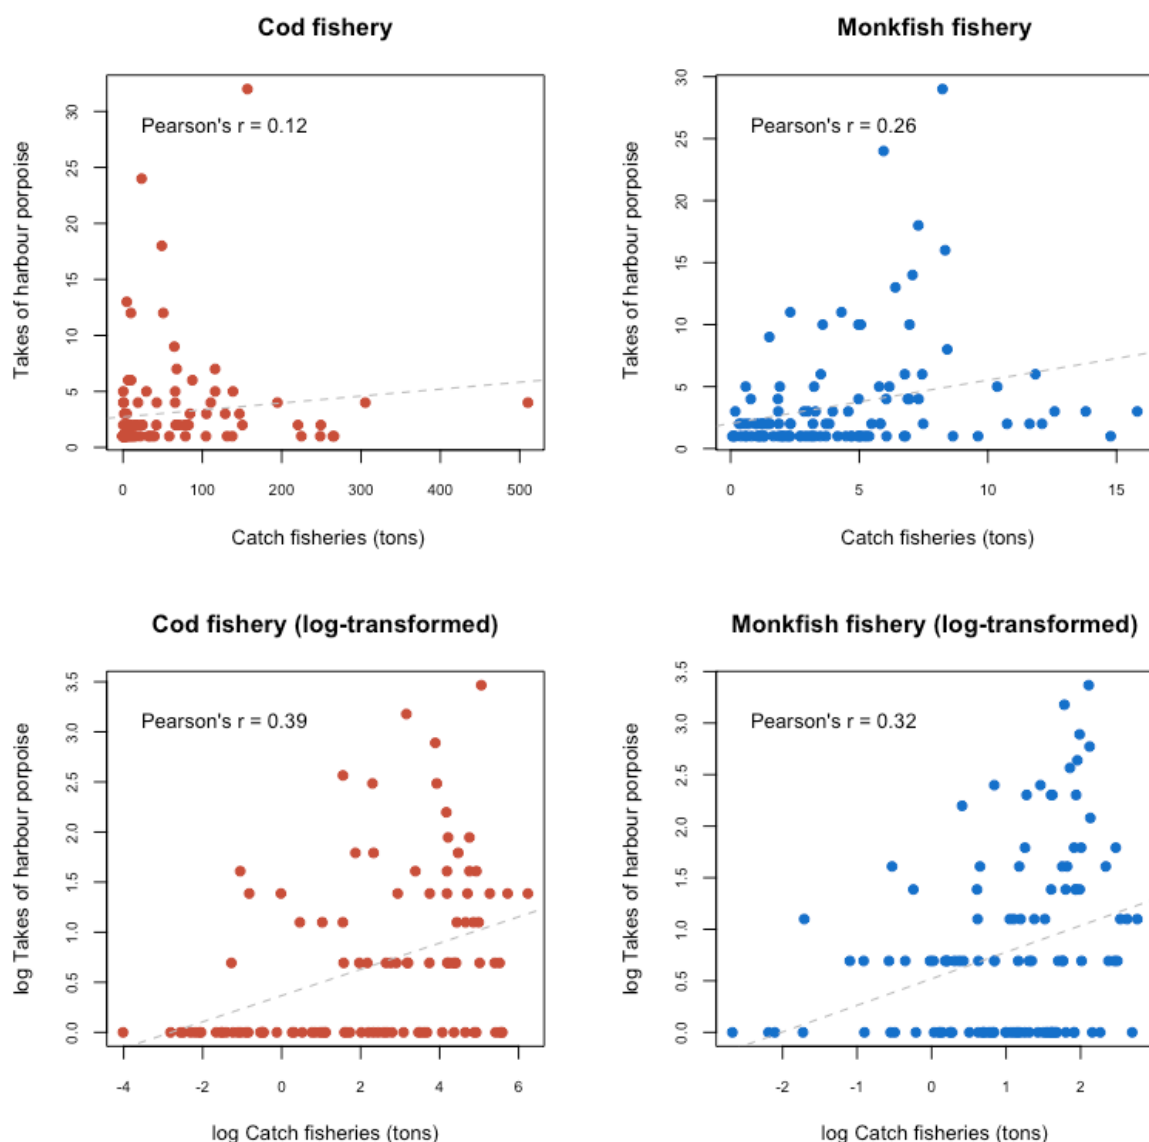 Cod fishery
Pearson's r = 0.12
Takes of harbour porpoise
30
25
20
15
10
5
0
0 100 200 300 400 500
Catch fisheries (tons)
Monkfish fishery
Pearson's r = 0.26
Takes of harbour porpoise
30
25
20
15
10
5
0
0 5 10 15
Catch fisheries (tons)
Cod fishery (log-transformed)
Pearson's r = 0.39
log Takes of harbour porpoise
3.5
3.0
2.5
2.0
1.5
1.0
0.5
0.0
-4 -2 0 2 4 6
log Catch fisheries (tons)
Monkfish fishery (log-transformed)
Pearson's r = 0.32
log Takes of harbour porpoise
3.5
3.0
2.5
2.0
1.5
1.0
0.5
0.0
-2 -1 0 1 2
log Catch fisheries (tons)